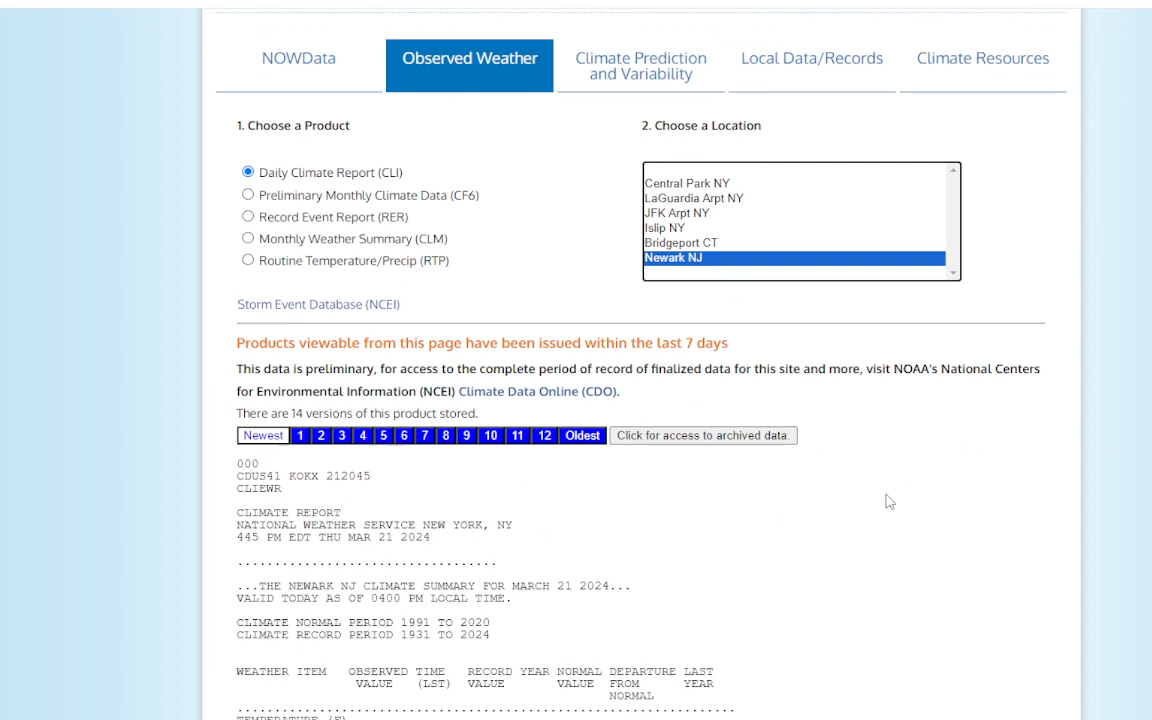 NOWData
Observed Weather
Climate Prediction
and Variability
Local Data/Records
Climate Resources
1. Choose a Product
2. Choose a Location
Daily Climate Report (CLI)
Preliminary Monthly Climate Data (CF6)
Record Event Report (RER)
Monthly Weather Summary (CLM)
Routine Temperature/Precip (RTP)
Central Park NY
LaGuardia Arpt NY
JFK Arpt NY
Islip NY
Bridgeport CT
Newark NJ
Storm Event Database (NCEI)
Products viewable from this page have been issued within the last 7 days
This data is preliminary, for access to the complete period of record of finalized data for this site and more, visit NOAA's National Centers
for Environmental Information (NCEI) Climate Data Online (CDO).
There are 14 versions of this product stored.
Newest 1 2 3 4 5 6 7 8 9 10 11 12 Oldest Click for access to archived data.
000
CDUS41 KOKX 212045
CLIEWR
CLIMATE REPORT
NATIONAL WEATHER SERVICE NEW YORK, NY
445 PM EDT THU MAR 21 2024
...................................
...THE NEWARK NJ CLIMATE SUMMARY FOR MARCH 21 2024...
VALID TODAY AS OF 0400 PM LOCAL TIME.
CLIMATE NORMAL PERIOD 1991 TO 2020
CLIMATE RECORD PERIOD 1931 TO 2024
WEATHER ITEM OBSERVED TIME RECORD YEAR NORMAL DEPARTURE LAST
VALUE (LST) VALUE VALUE FROM YEAR
NORMAL
...................................................................
TEMPERATURE (F)